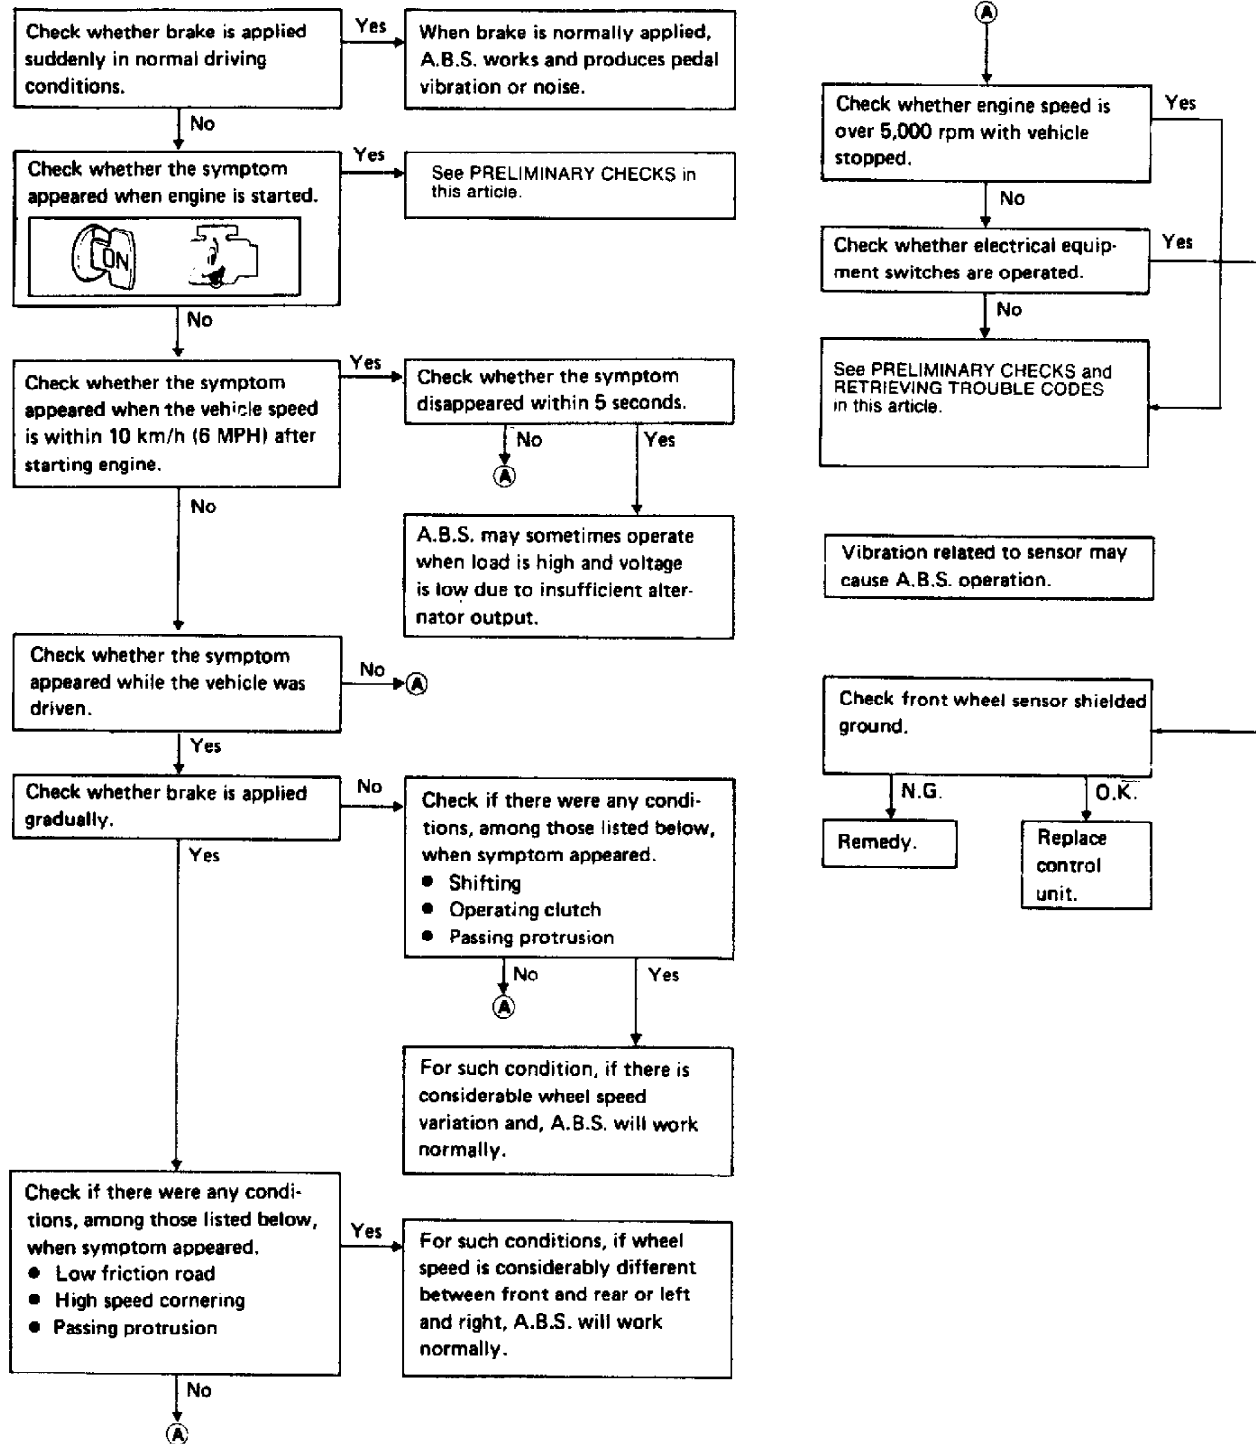 Check whether brake is applied
suddenly in normal driving
conditions.
Yes
When brake is normally applied,
A.B.S. works and produces pedal
vibration or noise.
No
Check whether the symptom
appeared when engine is started.
ON
Yes
See PRELIMINARY CHECKS in
this article.
No
Check whether the symptom
appeared when the vehicle speed
is within 10 km/h (6 MPH) after
starting engine.
Yes
Check whether the symptom
disappeared within 5 seconds.
No
A
Yes
A.B.S. may sometimes operate
when load is high and voltage
is low due to insufficient alter-
nator output.
No
Check whether the symptom
appeared while the vehicle was
driven.
No
A
Yes
Check whether brake is applied
gradually.
No
Check if there were any condi-
tions, among those listed below,
when symptom appeared.
● Shifting
● Operating clutch
● Passing protrusion
No
A
Yes
For such condition, if there is
considerable wheel speed
variation and, A.B.S. will work
normally.
Yes
Check if there were any condi-
tions, among those listed below,
when symptom appeared.
● Low friction road
● High speed cornering
● Passing protrusion
Yes
For such conditions, if wheel
speed is considerably different
between front and rear or left
and right, A.B.S. will work
normally.
No
A
A
Check whether engine speed is
over 5,000 rpm with vehicle
stopped.
Yes
No
Check whether electrical equip-
ment switches are operated.
Yes
No
See PRELIMINARY CHECKS and
RETRIEVING TROUBLE CODES
in this article.
Vibration related to sensor may
cause A.B.S. operation.
Check front wheel sensor shielded
ground.
N.G.
O.K.
Remedy.
Replace
control
unit.